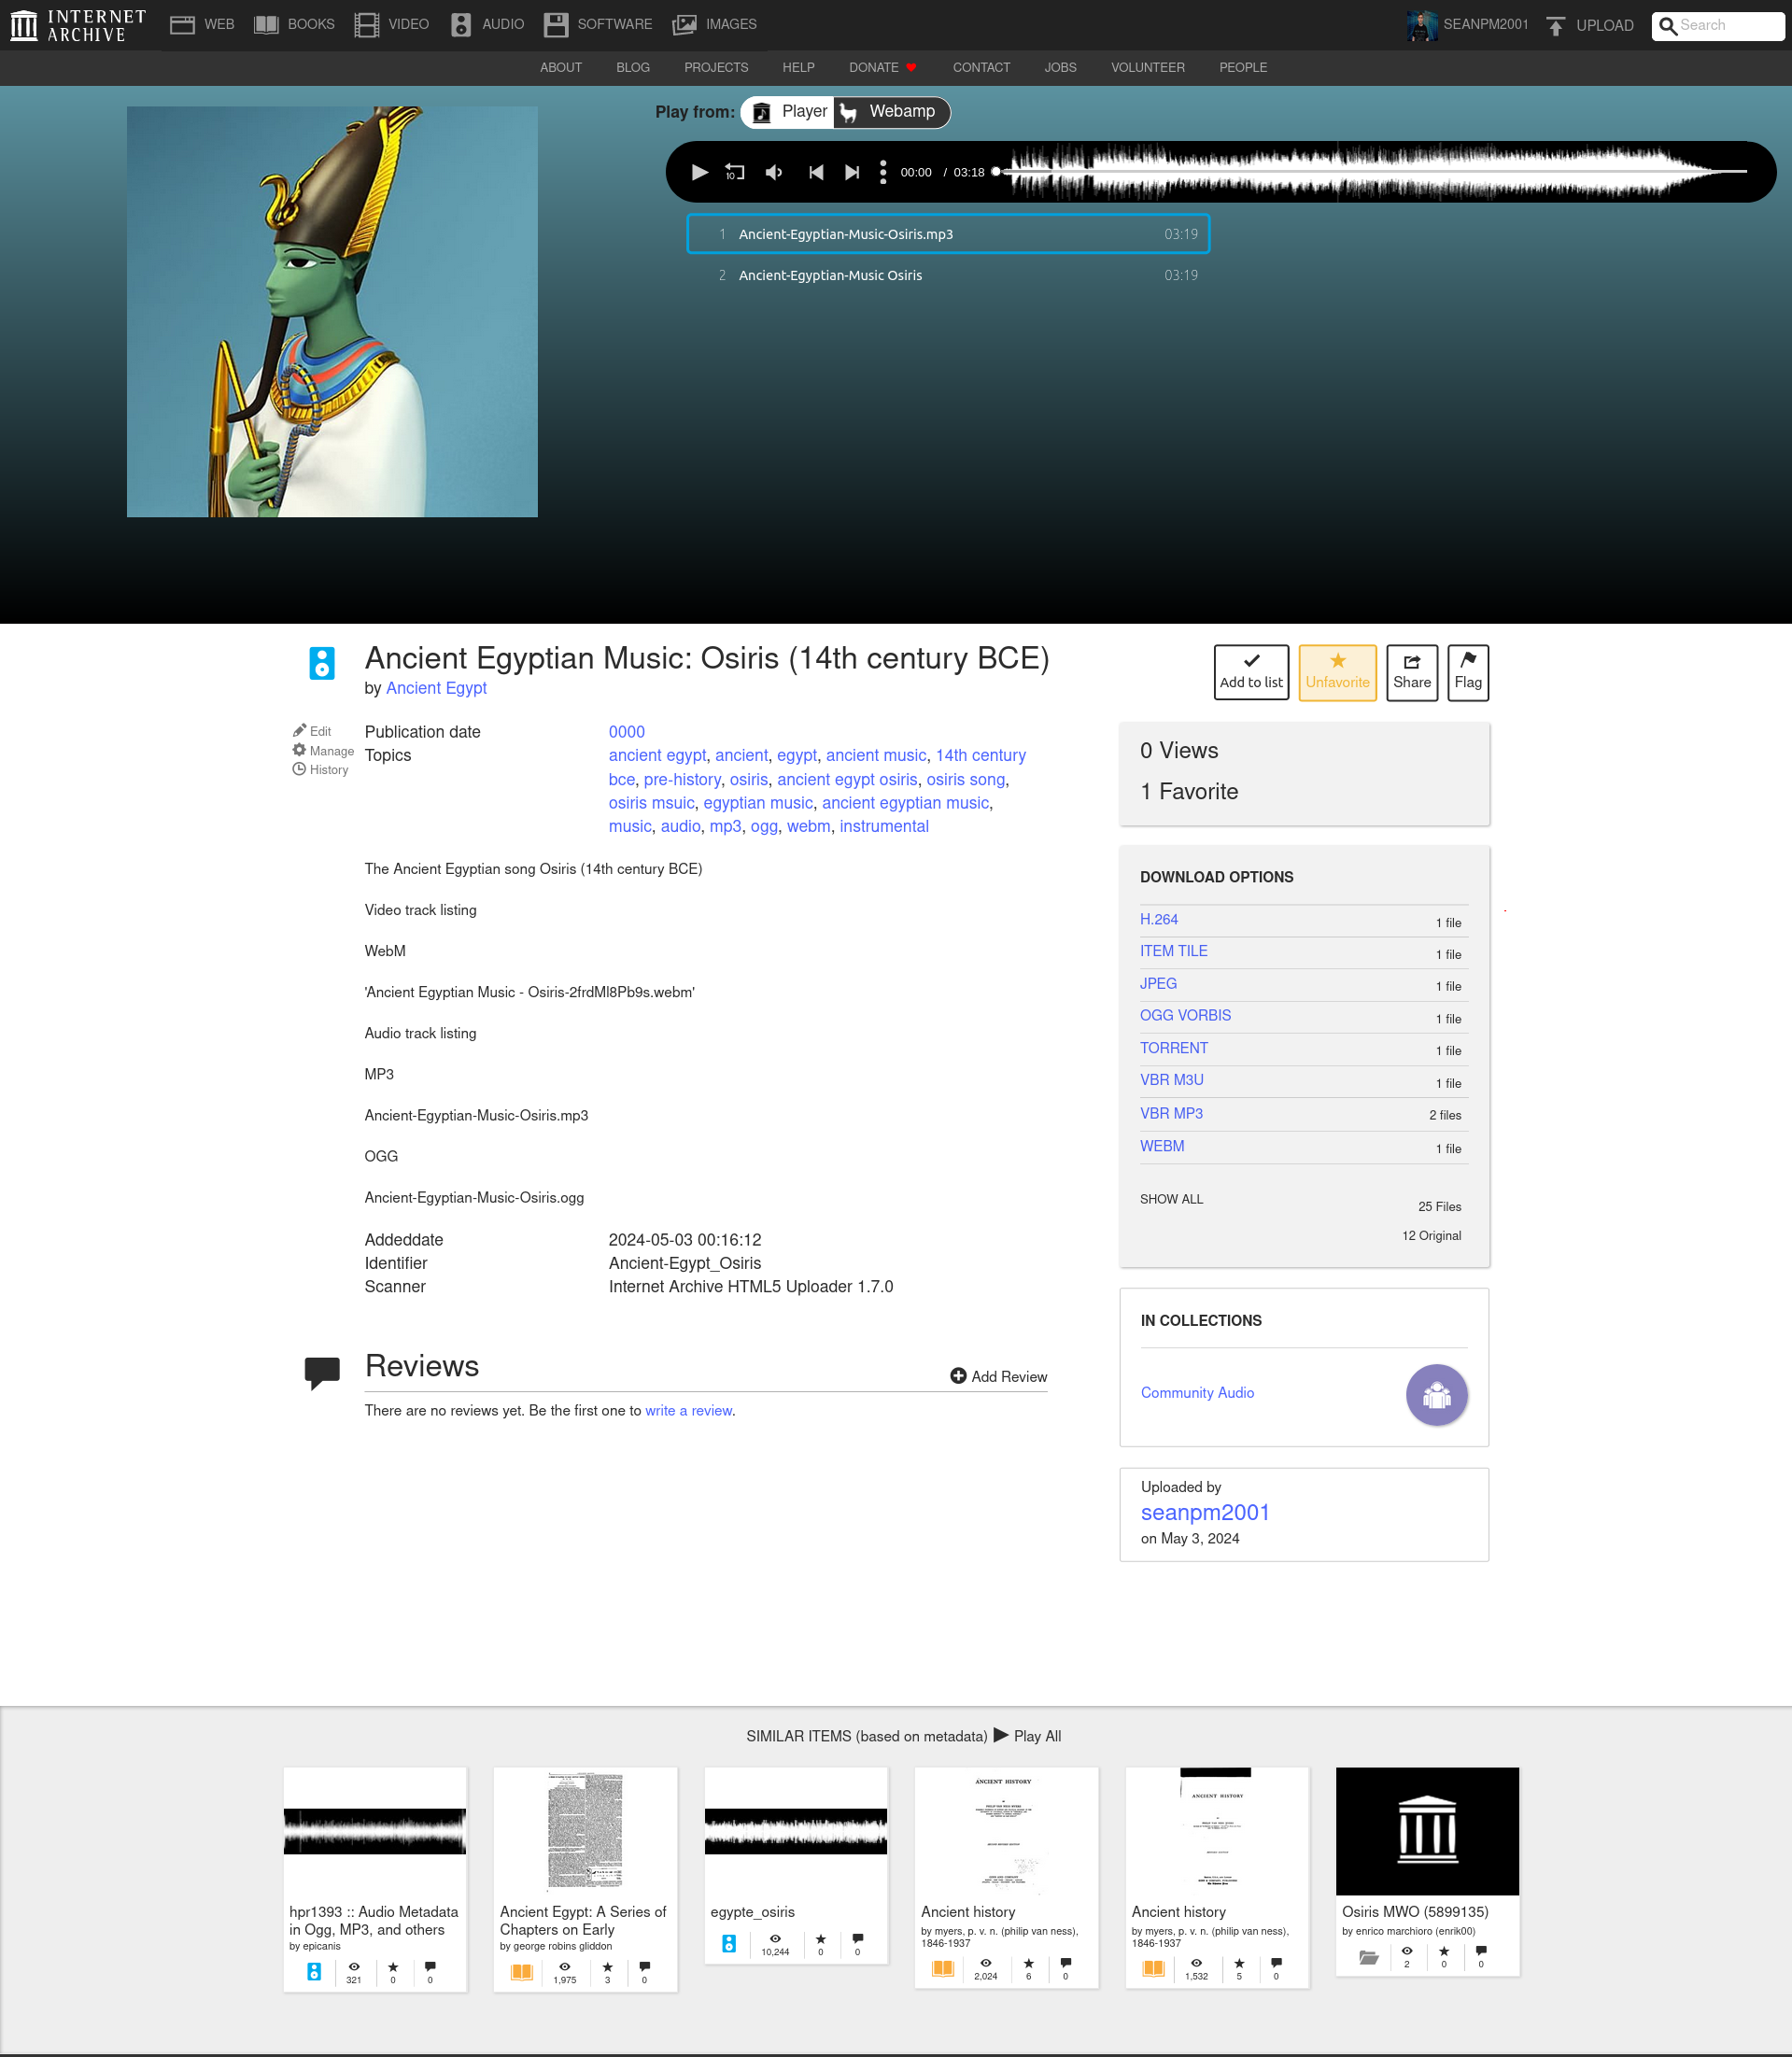 INTERNET ARCHIVE
WEB BOOKS VIDEO AUDIO SOFTWARE IMAGES
SEANPM2001 UPLOAD Search
ABOUT BLOG PROJECTS HELP DONATE CONTACT JOBS VOLUNTEER PEOPLE
Play from: Player Webamp
10 00:00 / 03:18
1 Ancient-Egyptian-Music-Osiris.mp3 03:19
2 Ancient-Egyptian-Music Osiris 03:19
Ancient Egyptian Music: Osiris (14th century BCE)
by Ancient Egypt
Add to list Unfavorite Share Flag
Edit
Manage
History
Publication date 0000
Topics ancient egypt, ancient, egypt, ancient music, 14th century
bce, pre-history, osiris, ancient egypt osiris, osiris song,
osiris msuic, egyptian music, ancient egyptian music,
music, audio, mp3, ogg, webm, instrumental
The Ancient Egyptian song Osiris (14th century BCE)
Video track listing
WebM
'Ancient Egyptian Music - Osiris-2frdMl8Pb9s.webm'
Audio track listing
MP3
Ancient-Egyptian-Music-Osiris.mp3
OGG
Ancient-Egyptian-Music-Osiris.ogg
Addeddate 2024-05-03 00:16:12
Identifier Ancient-Egypt_Osiris
Scanner Internet Archive HTML5 Uploader 1.7.0
Reviews
Add Review
There are no reviews yet. Be the first one to write a review.
0 Views
1 Favorite
DOWNLOAD OPTIONS
H.264 1 file
ITEM TILE 1 file
JPEG 1 file
OGG VORBIS 1 file
TORRENT 1 file
VBR M3U 1 file
VBR MP3 2 files
WEBM 1 file
SHOW ALL 25 Files
12 Original
IN COLLECTIONS
Community Audio
Uploaded by
seanpm2001
on May 3, 2024
SIMILAR ITEMS (based on metadata) Play All
hpr1393 :: Audio Metadata
in Ogg, MP3, and others
by epicanis
321 0 0
Ancient Egypt: A Series of
Chapters on Early
by george robins gliddon
1,975 3 0
egypte_osiris
10,244 0 0
ANCIENT HISTORY
Ancient history
by myers, p. v. n. (philip van ness),
1846-1937
2,024 6 0
ANCIENT HISTORY
Ancient history
by myers, p. v. n. (philip van ness),
1846-1937
1,532 5 0
Osiris MWO (5899135)
by enrico marchioro (enrik00)
2 0 0